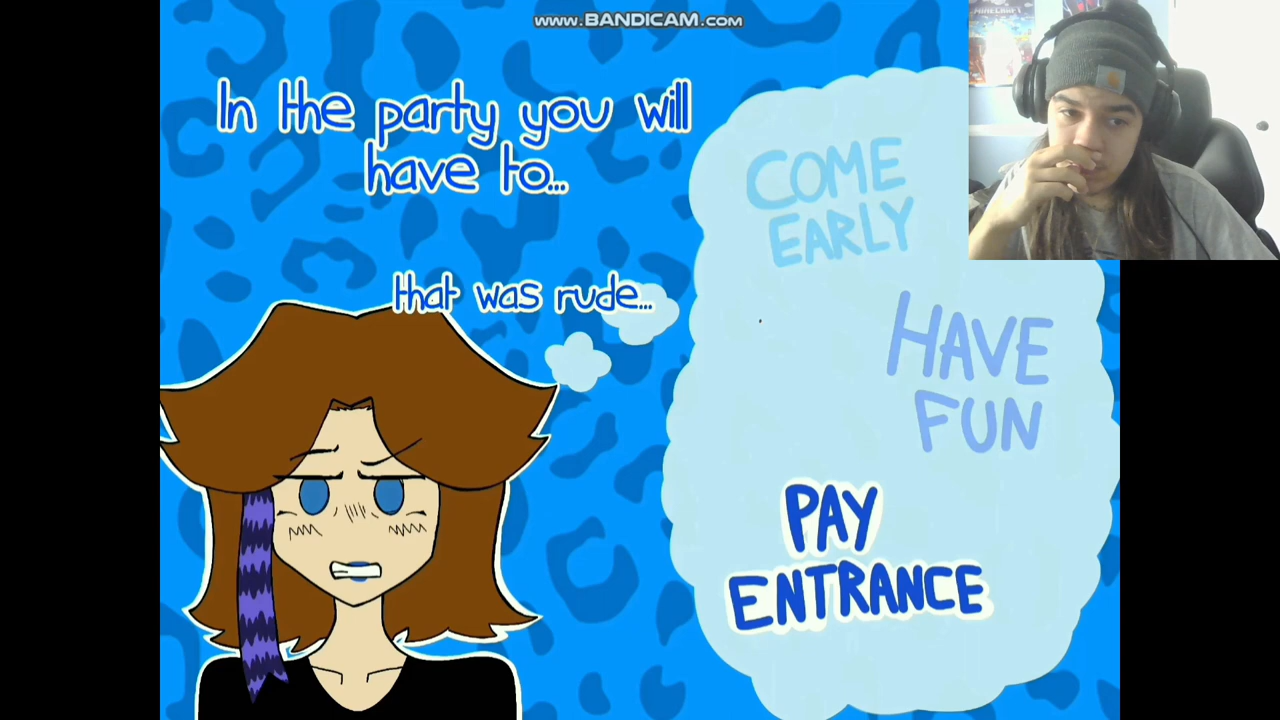 www.BANDICAM.com
MINECRAFT
In the party you will
have to...
COME
EARLY
that was rude...
HAVE
FUN
PAY
ENTRANCE